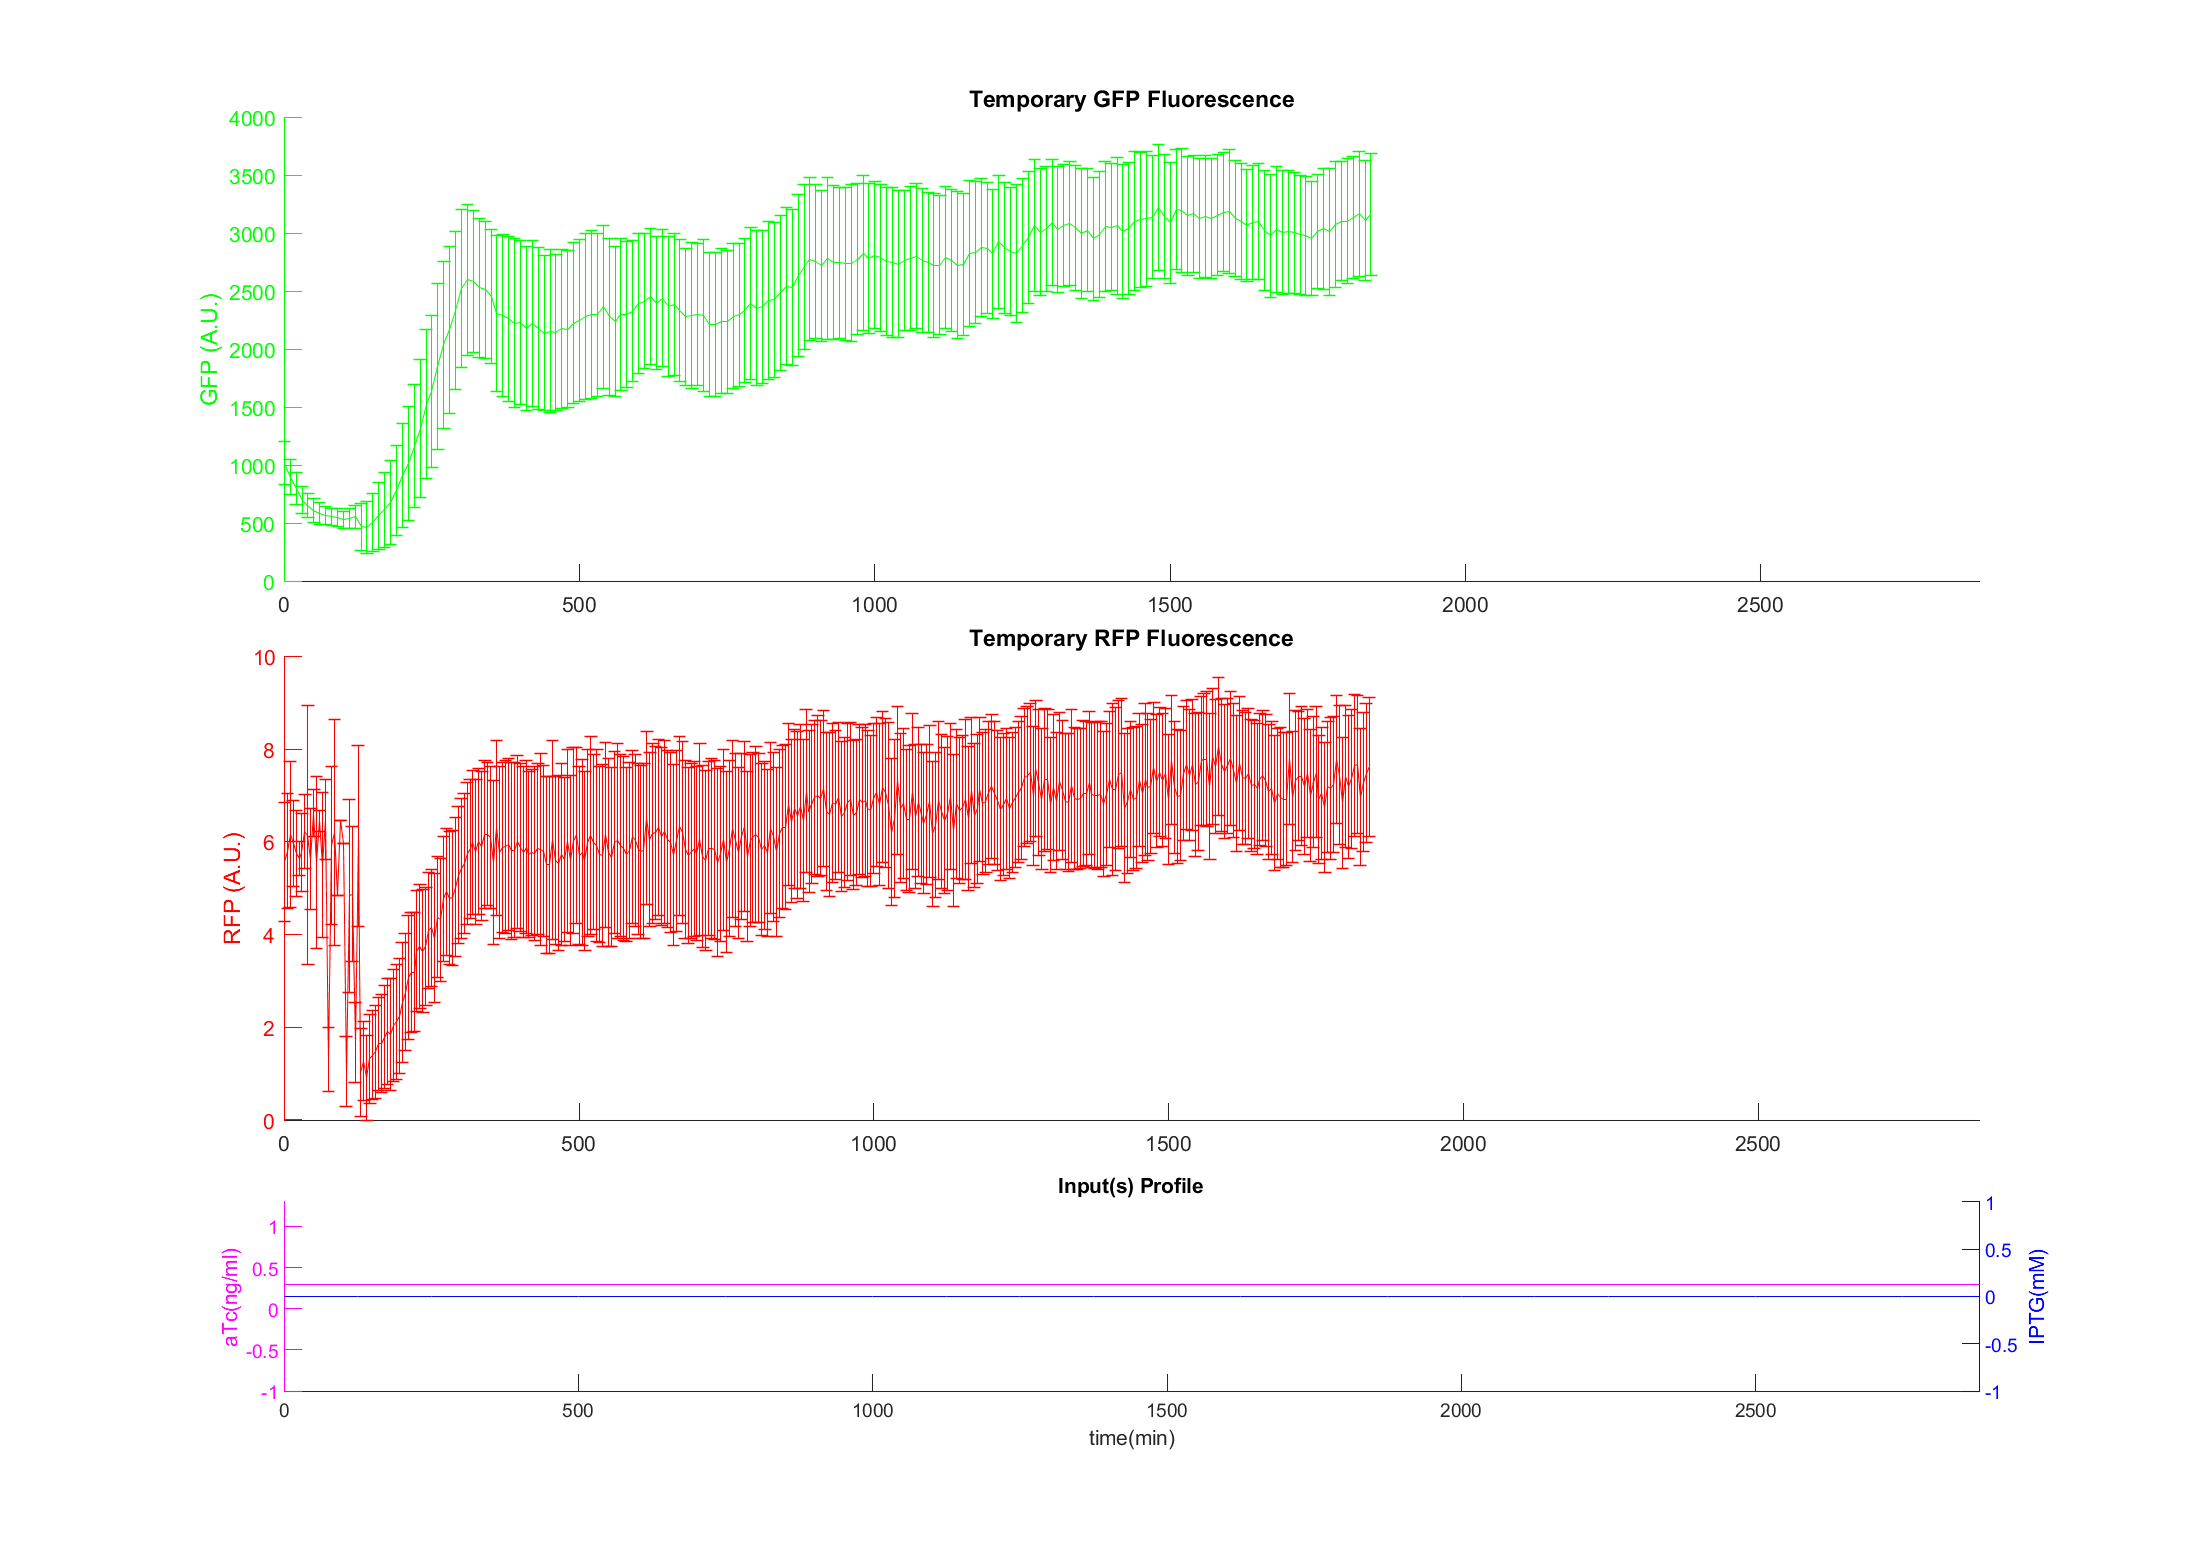 Temporary GFP Fluorescence
4000
3500
3000
2500
2000
1500
1000
500
0
GFP (A.U.)
0 500 1000 1500 2000 2500
Temporary RFP Fluorescence
10
8
6
4
2
0
RFP (A.U.)
0 500 1000 1500 2000 2500
Input(s) Profile
1
0.5
0
-0.5
-1
aTc(ng/ml)
1
0.5
0
-0.5
-1
IPTG(mM)
0 500 1000 1500 2000 2500
time(min)